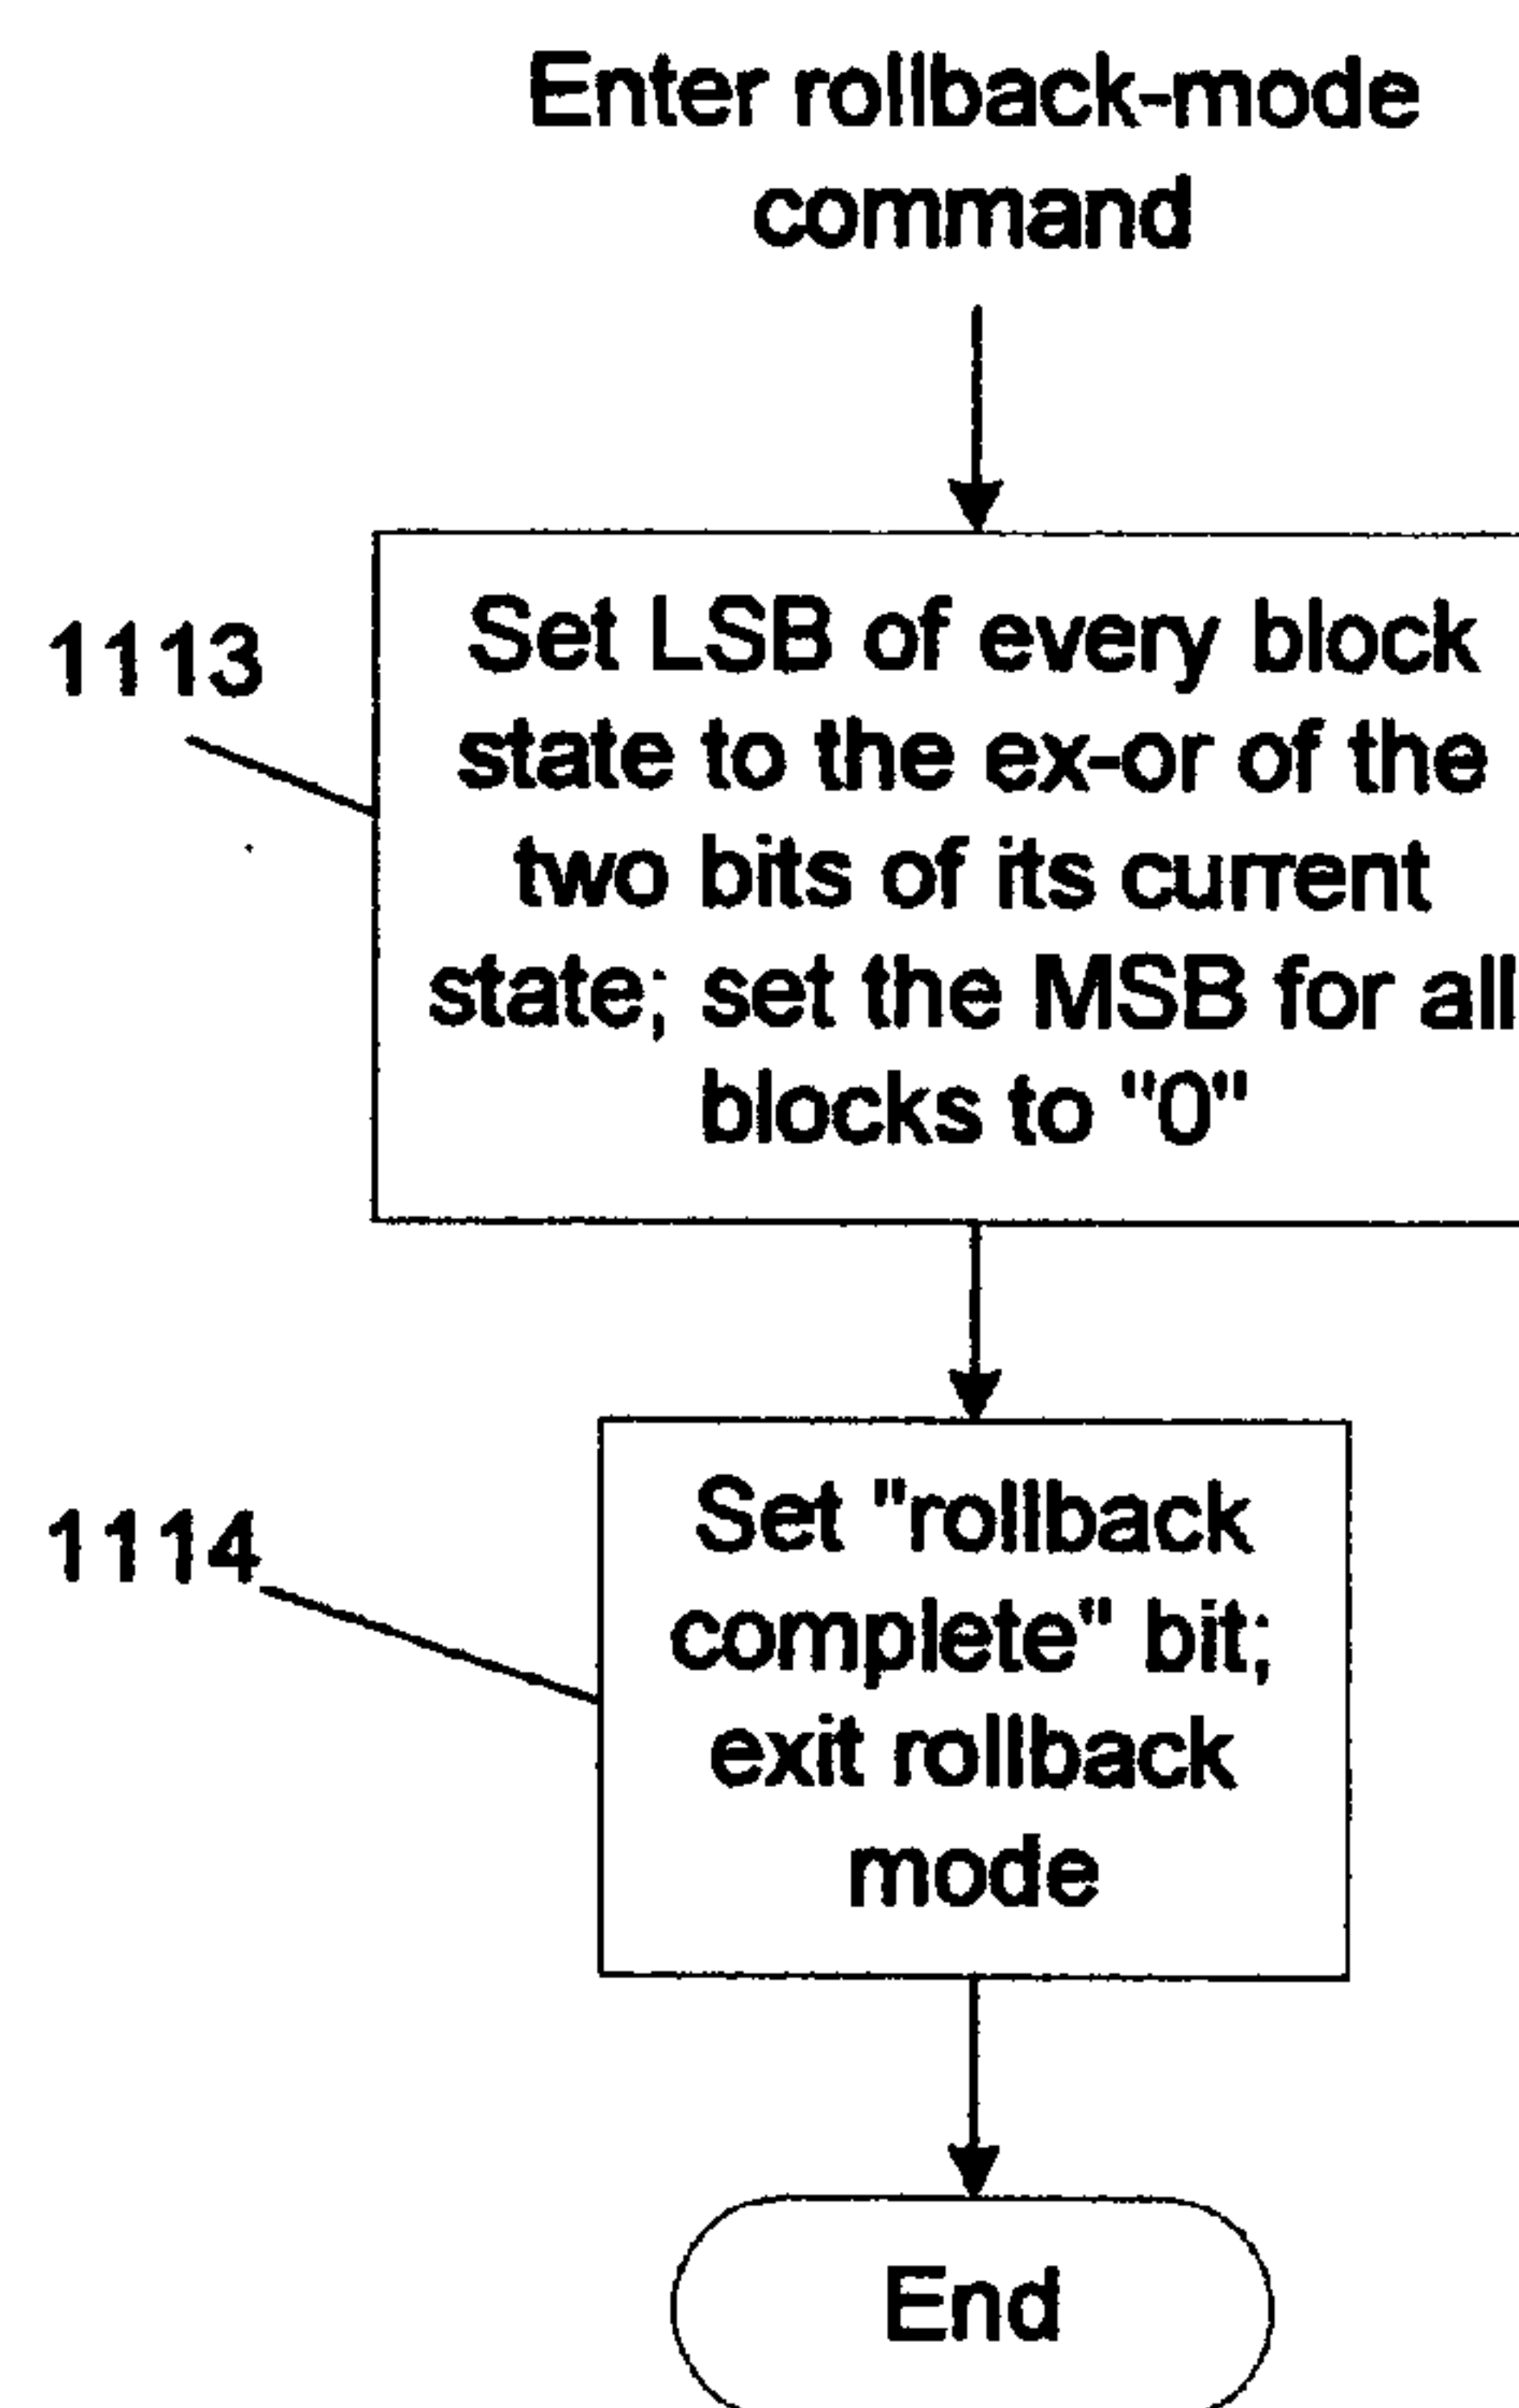 Enter rollback-mode
command
1113
Set LSB of every block
state to the ex-or of the
two bits of its current
state; set the MSB for all
blocks to "0"
1114
Set "rollback
complete" bit;
exit rollback
mode
End